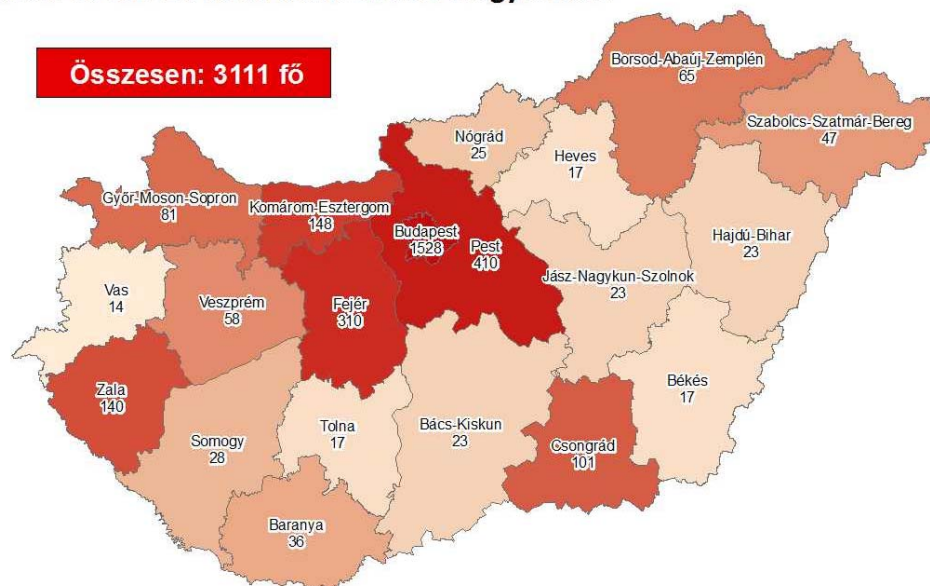 Összesen: 3111 fő
Borsod-Abaúj-Zemplén
65
Szabolcs-Szatmár-Bereg
47
Nógrád
25
Heves
17
Győr-Moson-Sopron
81
Komárom-Esztergom
148
Budapest
1528
Pest
410
Hajdú-Bihar
23
Jász-Nagykun-Szolnok
23
Vas
14
Veszprém
58
Fejér
310
Zala
140
Somogy
28
Tolna
17
Bács-Kiskun
23
Csongrád
101
Békés
17
Baranya
36